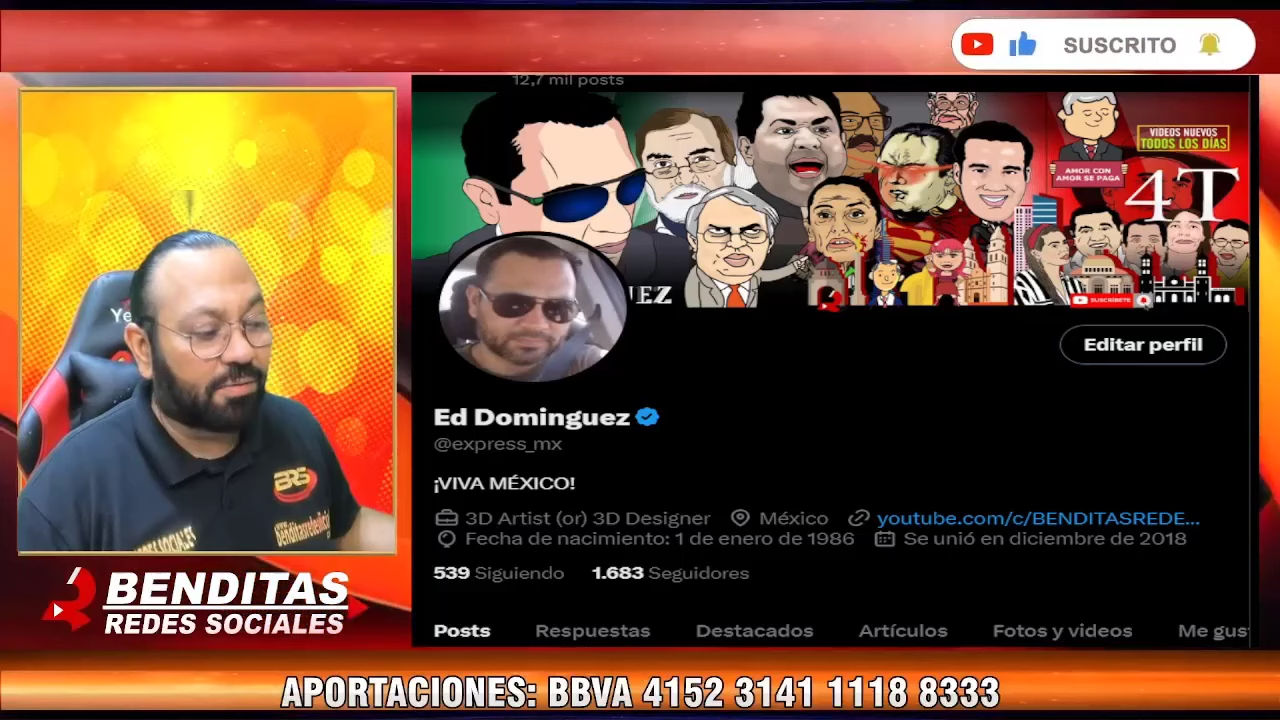 SUSCRITO
12,7 mil posts
VIDEOS NUEVOS
TODOS LOS DÍAS
AMOR CON
AMOR SE PAGA
4T
SUSCRÍBETE
Editar perfil
Ed Dominguez
@express_mx
¡VIVA MÉXICO!
3D Artist (or) 3D Designer México youtube.com/c/BENDITASREDE...
Fecha de nacimiento: 1 de enero de 1986 Se unió en diciembre de 2018
539 Siguiendo 1.683 Seguidores
Posts Respuestas Destacados Artículos Fotos y videos Me gus
BRS
BENDITAS
REDES SOCIALES
APORTACIONES: BBVA 4152 3141 1118 8333